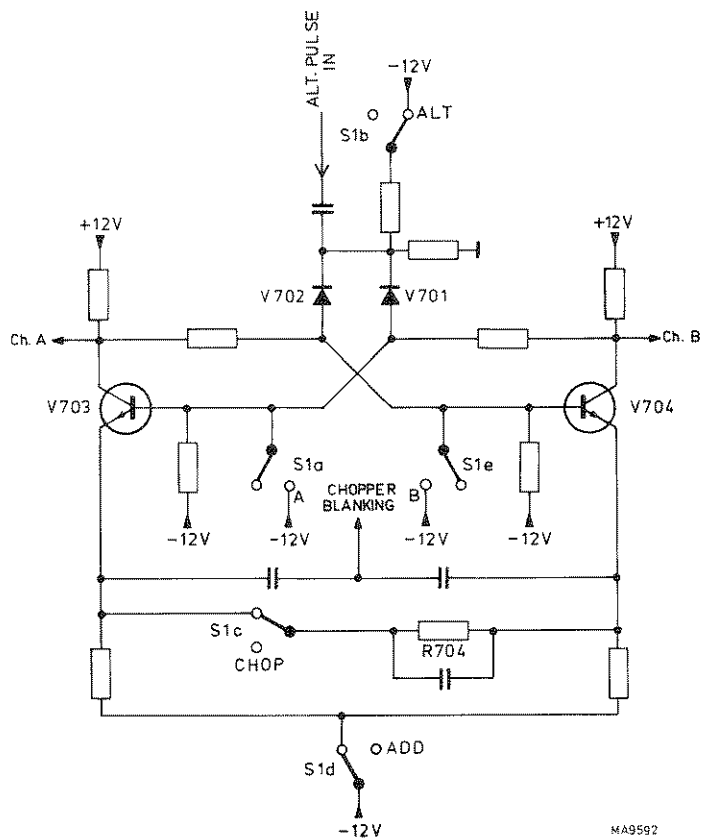 ALT. PULSE
IN
-12V
ALT
S1b
+12V
+12V
V702
V701
Ch. A
Ch. B
V703
V704
S1a
S1e
A
CHOPPER
BLANKING
B
-12V
-12V
-12V
-12V
S1c
R704
CHOP
ADD
S1d
-12V
MA9592